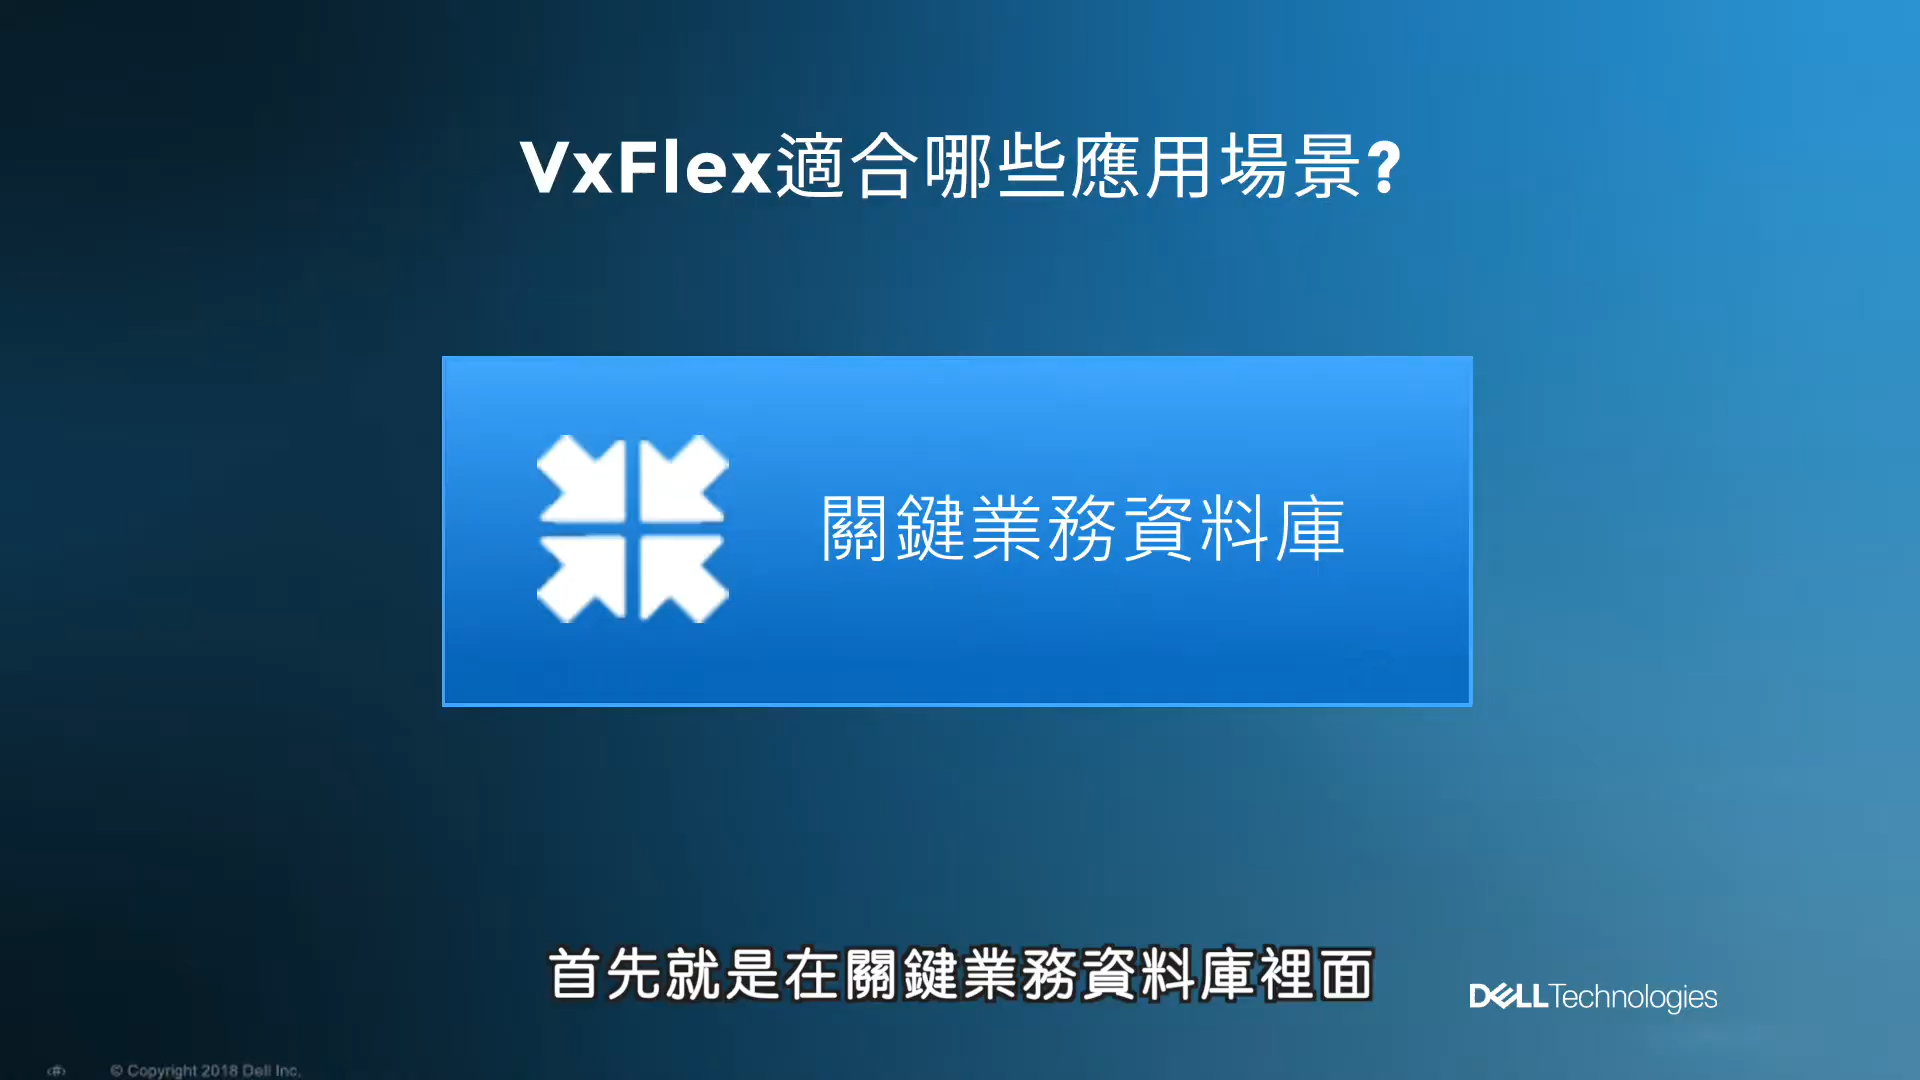 VxFlex適合哪些應用場景?
關鍵業務資料庫
首先就是在關鍵業務資料庫裡面
DELLTechnologies
‹#› © Copyright 2018 Dell Inc.